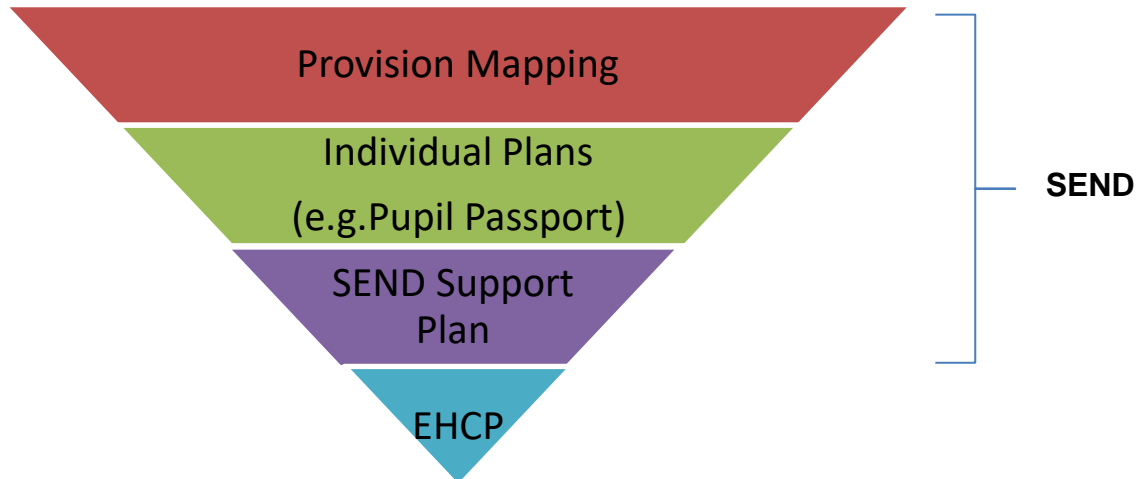 Provision Mapping
Individual Plans
(e.g.Pupil Passport)
SEND
SEND Support
Plan
EHCP